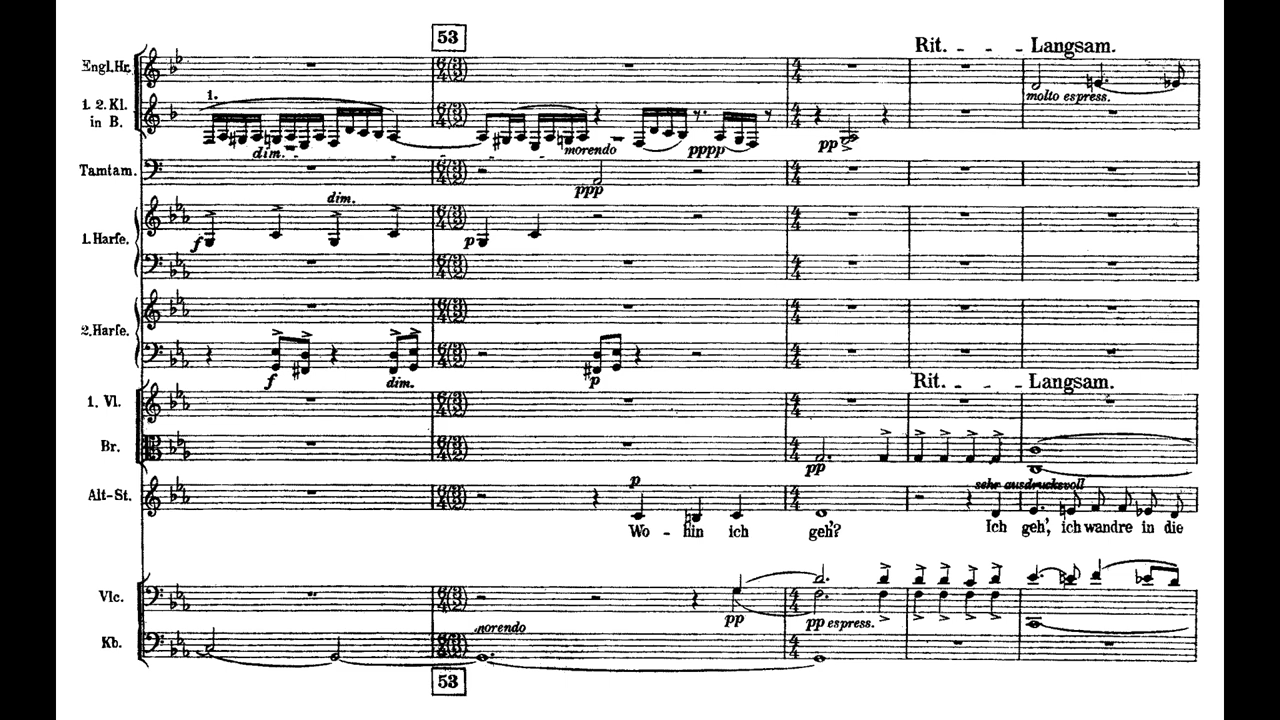 53
Rit. - - - Langsam.
Engl.Hr.
molto espress.
1. 2. Kl.
in B.
1.
dim.
morendo
pppp
pp
Tamtam.
ppp
1.Harfe.
f
dim.
p
2.Harfe.
f
dim.
p
Rit. - - - Langsam.
1. Vl.
Br.
pp
Alt-St.
p
sehr ausdrucksvoll
Wo - hin ich geh'? Ich geh', ich wandre in die
Vlc.
pp
pp espress.
Kb.
morendo
53